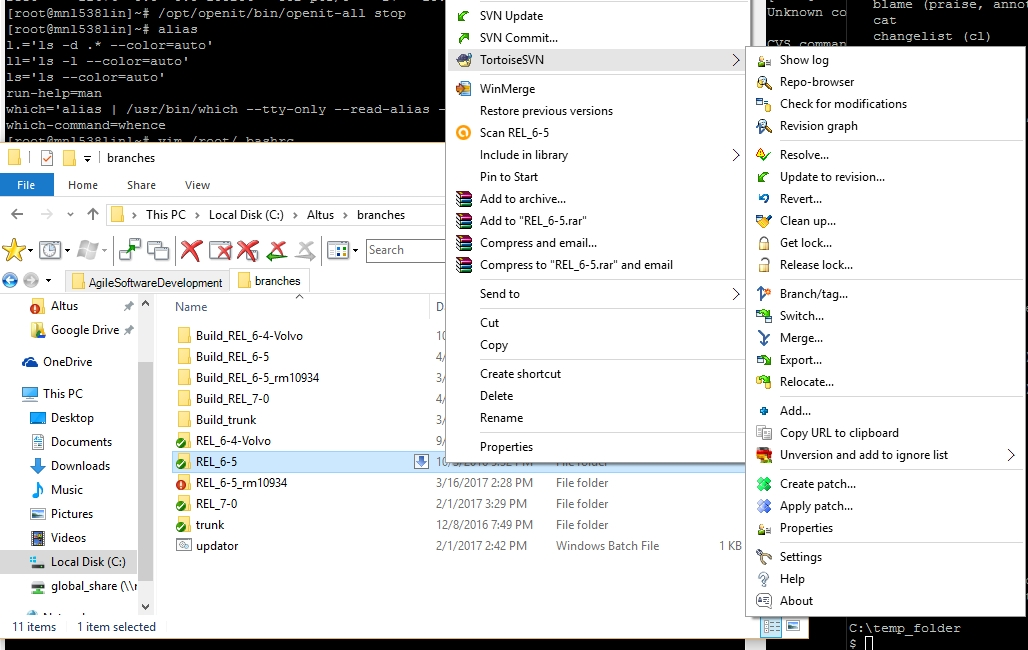 [root@mnl538lin]~# /opt/openit/bin/openit-all stop
[root@mnl538lin]~# alias
l.='ls -d .* --color=auto'
ll='ls -l --color=auto'
ls='ls --color=auto'
run-help=man
which='alias | /usr/bin/which --tty-only --read-alias -
which-command=whence
[root@mnl538lin]~# vim /root/.bashrc
branches
File
Home
Share
View
This PC
Local Disk (C:)
Altus
branches
Search
AgileSoftwareDevelopment
branches
Altus
Google Drive
OneDrive
This PC
Desktop
Documents
Downloads
Music
Pictures
Videos
Local Disk (C:)
global_share (\\
Name
Build_REL_6-4-Volvo
Build_REL_6-5
Build_REL_6-5_rm10934
Build_REL_7-0
Build_trunk
REL_6-4-Volvo
REL_6-5
REL_6-5_rm10934 3/16/2017 2:28 PM File folder
REL_7-0 2/1/2017 3:29 PM File folder
trunk 12/8/2016 7:49 PM File folder
updator 2/1/2017 2:42 PM Windows Batch File 1 KB
11 items 1 item selected
SVN Update
SVN Commit...
TortoiseSVN
WinMerge
Restore previous versions
Scan REL_6-5
Include in library
Pin to Start
Add to archive...
Add to "REL_6-5.rar"
Compress and email...
Compress to "REL_6-5.rar" and email
Send to
Cut
Copy
Create shortcut
Delete
Rename
Properties
Unknown co
CVS comman
blame (praise, anno
cat
changelist (cl)
Show log
Repo-browser
Check for modifications
Revision graph
Resolve...
Update to revision...
Revert...
Clean up...
Get lock...
Release lock...
Branch/tag...
Switch...
Merge...
Export...
Relocate...
Add...
Copy URL to clipboard
Unversion and add to ignore list
Create patch...
Apply patch...
Properties
Settings
Help
About
C:\temp_folder
$